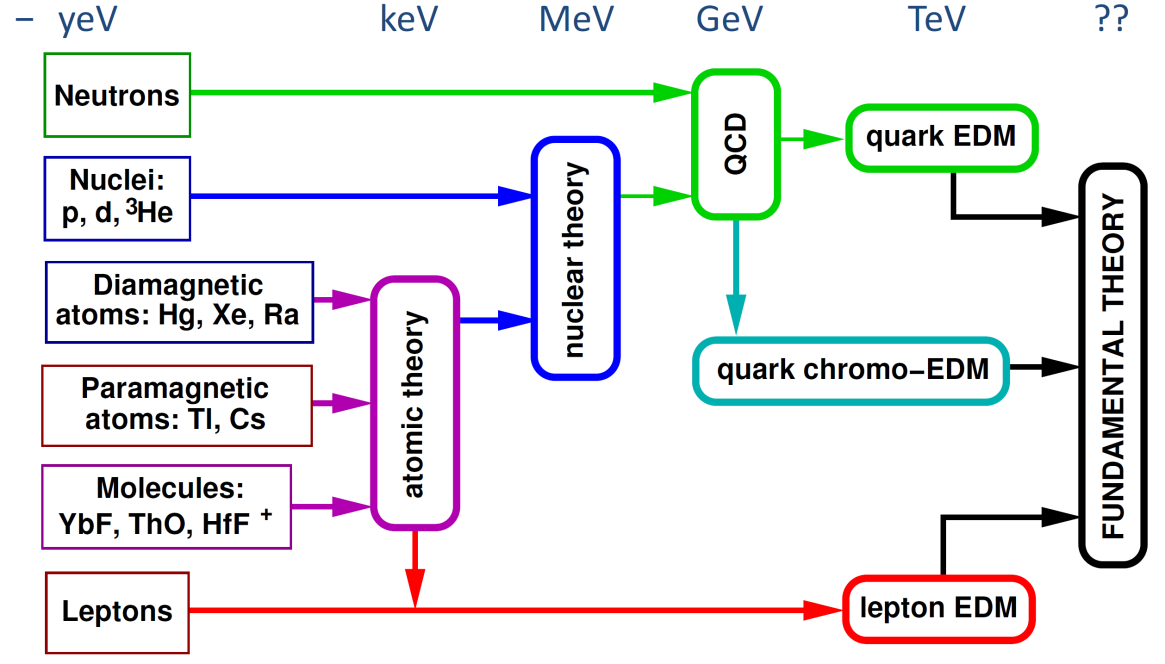 – yeV keV MeV GeV TeV ??
Neutrons
QCD
quark EDM
Nuclei:
p, d, ³He
nuclear theory
Diamagnetic
atoms: Hg, Xe, Ra
atomic theory
FUNDAMENTAL THEORY
quark chromo−EDM
Paramagnetic
atoms: Tl, Cs
Molecules:
YbF, ThO, HfF ⁺
Leptons
lepton EDM